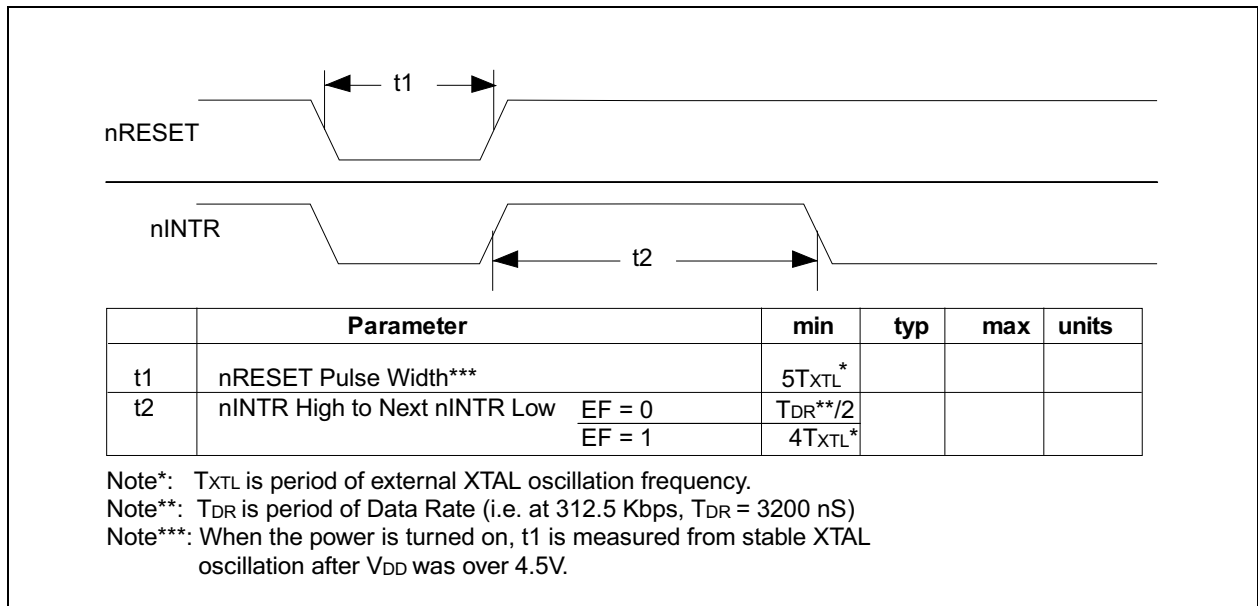 t1
nRESET
nINTR
t2
Parameter min typ max units
t1 nRESET Pulse Width*** 5TXTL*
t2 nINTR High to Next nINTR Low EF = 0 TDR**/2
EF = 1 4TXTL*
Note*: TXTL is period of external XTAL oscillation frequency.
Note**: TDR is period of Data Rate (i.e. at 312.5 Kbps, TDR = 3200 nS)
Note***: When the power is turned on, t1 is measured from stable XTAL
oscillation after VDD was over 4.5V.